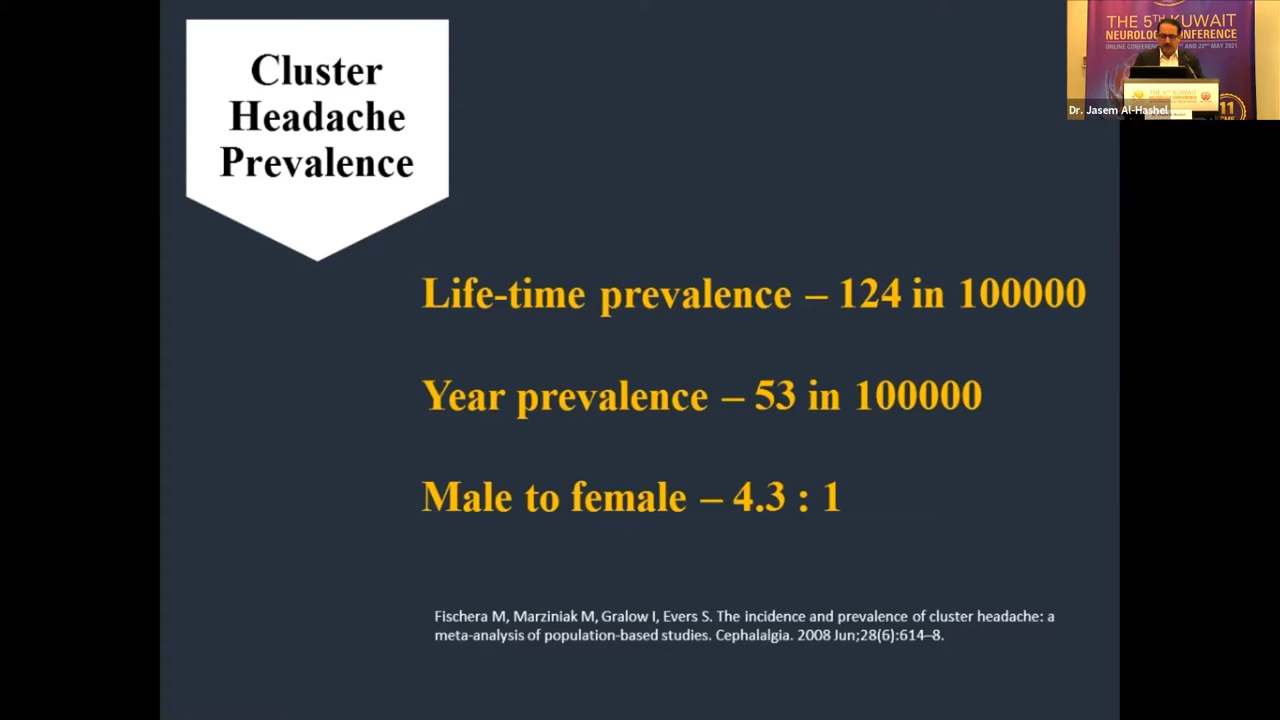 Cluster
Headache
Prevalence
THE 5TH KUWAIT
NEUROLOGY CONFERENCE
Dr. Jasem Al-Hashel
Life-time prevalence – 124 in 100000
Year prevalence – 53 in 100000
Male to female – 4.3 : 1
Fischera M, Marziniak M, Gralow I, Evers S. The incidence and prevalence of cluster headache: a
meta-analysis of population-based studies. Cephalalgia. 2008 Jun;28(6):614–8.